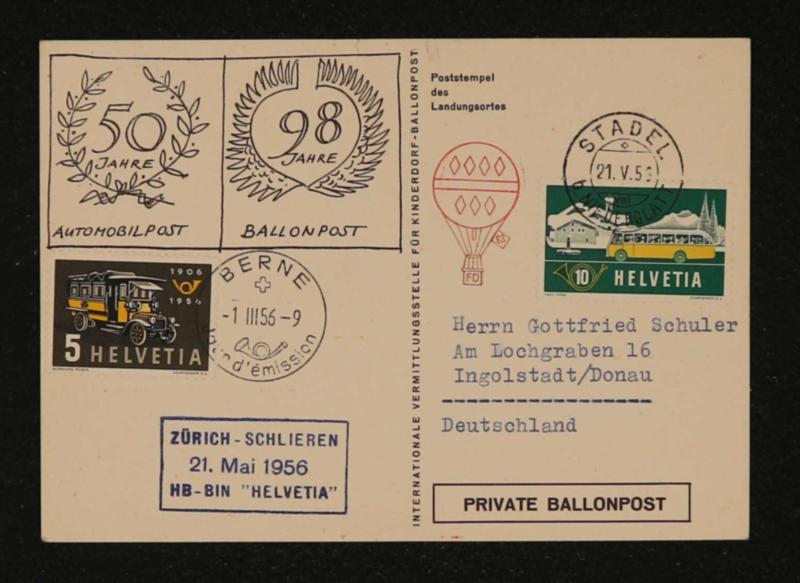 50
JAHRE
AUTOMOBILPOST
98
JAHRE
BALLONPOST
1906
1956
5 HELVETIA
BERNE
-1 III 56-9
Jour d'émission
ZÜRICH - SCHLIEREN
21. Mai 1956
HB-BIN "HELVETIA"
INTERNATIONALE VERMITTLUNGSSTELLE FÜR KINDERDORF-BALLONPOST
Poststempel
des
Landungsortes
FD
STADEL
21. V. 56
VIII
b. NIEDERGLATT
10 HELVETIA
Herrn Gottfried Schuler
Am Lochgraben 16
Ingolstadt/Donau
Deutschland
PRIVATE BALLONPOST